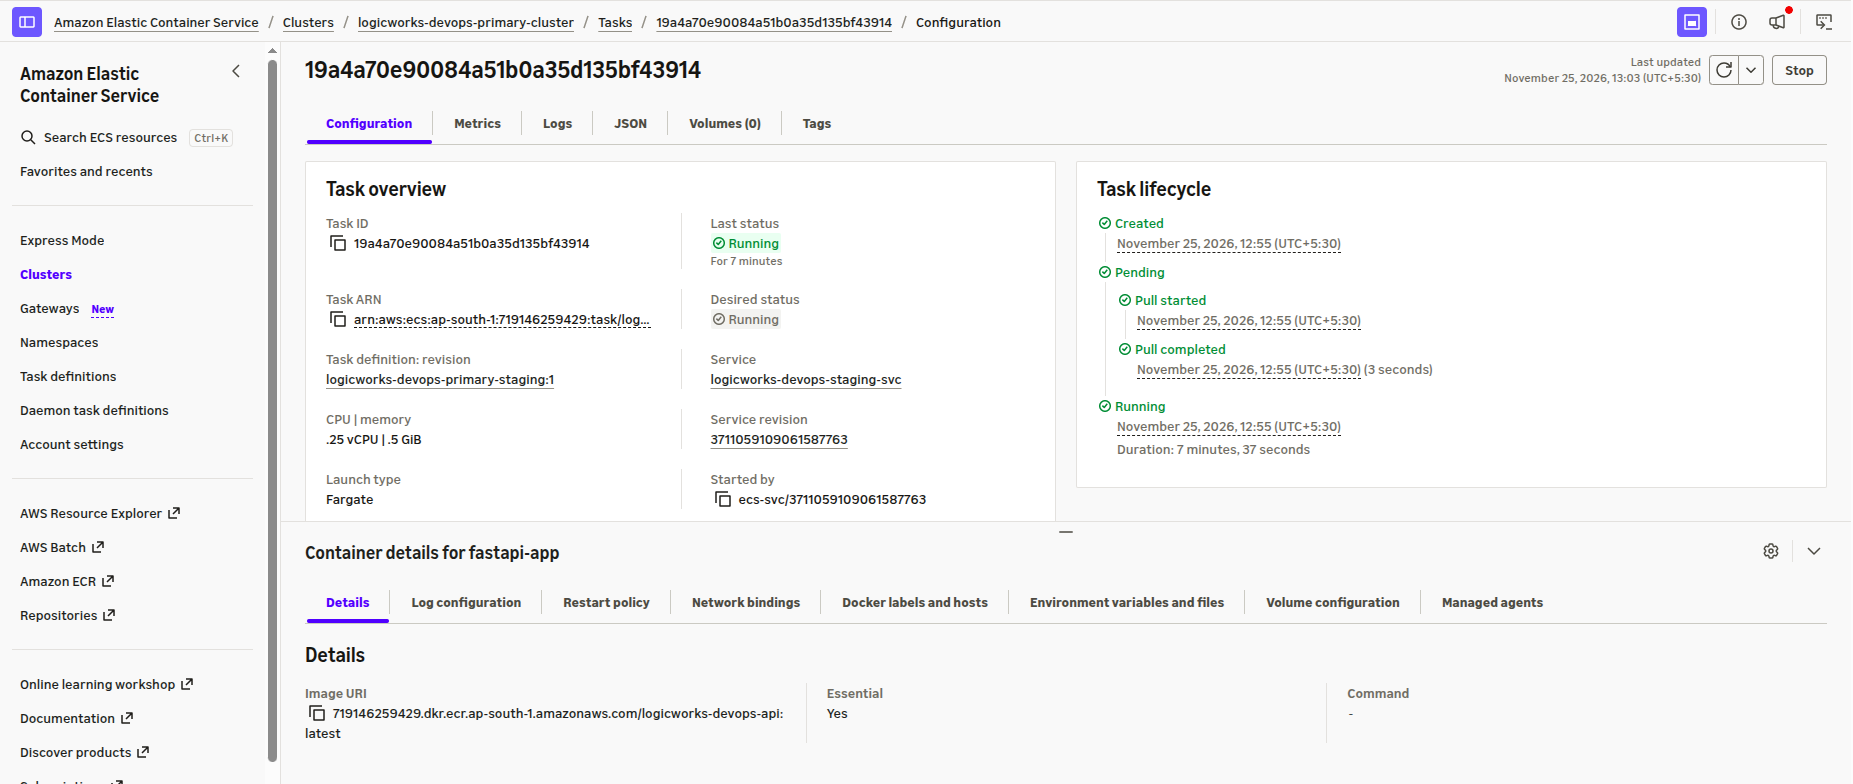 Amazon Elastic Container Service / Clusters / logicworks-devops-primary-cluster / Tasks / 19a4a70e90084a51b0a35d135bf43914 / Configuration
Amazon Elastic
Container Service
Search ECS resources Ctrl+K
Favorites and recents
Express Mode
Clusters
Gateways New
Namespaces
Task definitions
Daemon task definitions
Account settings
AWS Resource Explorer
AWS Batch
Amazon ECR
Repositories
Online learning workshop
Documentation
Discover products
19a4a70e90084a51b0a35d135bf43914
Last updated
November 25, 2026, 13:03 (UTC+5:30)
Stop
Configuration Metrics Logs JSON Volumes (0) Tags
Task overview
Task ID
19a4a70e90084a51b0a35d135bf43914
Last status
Running
For 7 minutes
Task ARN
arn:aws:ecs:ap-south-1:719146259429:task/log...
Desired status
Running
Task definition: revision
logicworks-devops-primary-staging:1
Service
logicworks-devops-staging-svc
CPU | memory
.25 vCPU | .5 GiB
Service revision
3711059109061587763
Launch type
Fargate
Started by
ecs-svc/3711059109061587763
Task lifecycle
Created
November 25, 2026, 12:55 (UTC+5:30)
Pending
Pull started
November 25, 2026, 12:55 (UTC+5:30)
Pull completed
November 25, 2026, 12:55 (UTC+5:30) (3 seconds)
Running
November 25, 2026, 12:55 (UTC+5:30)
Duration: 7 minutes, 37 seconds
Container details for fastapi-app
Details Log configuration Restart policy Network bindings Docker labels and hosts Environment variables and files Volume configuration Managed agents
Details
Image URI
719146259429.dkr.ecr.ap-south-1.amazonaws.com/logicworks-devops-api:
latest
Essential
Yes
Command
-